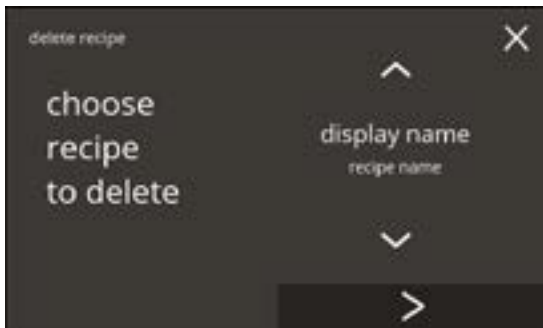 delete recipe
choose
recipe
to delete
display name
recipe name